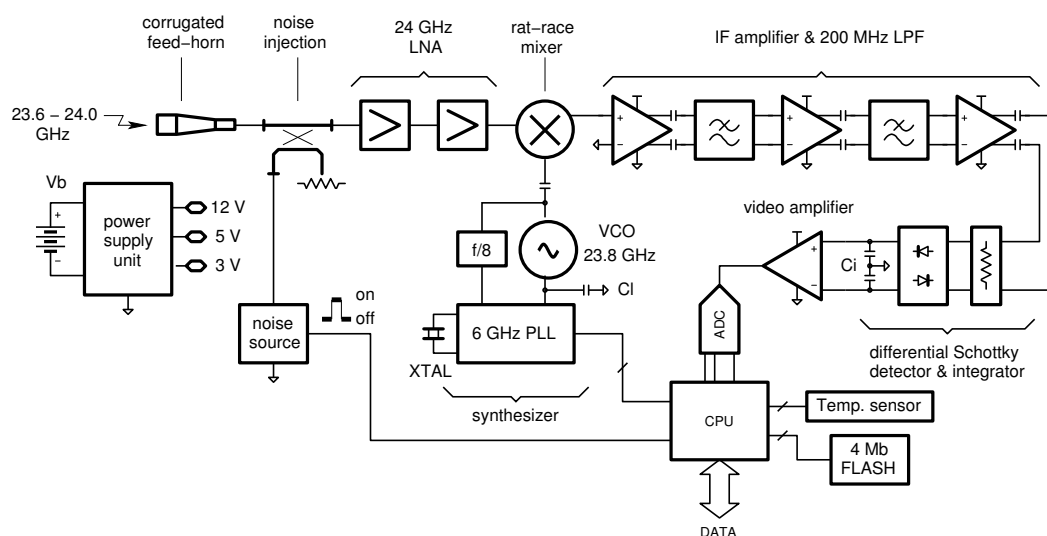 corrugated
feed–horn
noise
injection
24 GHz
LNA
rat–race
mixer
IF amplifier & 200 MHz LPF
23.6 – 24.0
GHz
+
−
+
−
+
−
Vb
+
−
power
supply
unit
12 V
5 V
3 V
f/8
VCO
23.8 GHz
Cl
video amplifier
+
−
Ci
on
off
noise
source
XTAL
6 GHz PLL
synthesizer
ADC
differential Schottky
detector & integrator
CPU
Temp. sensor
4 Mb
FLASH
DATA